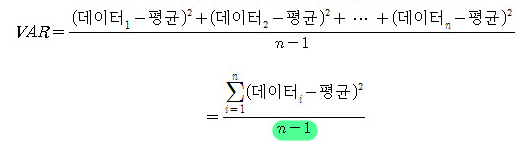 VAR = (데이터₁ − 평균)² + (데이터₂ − 평균)² + ⋯ + (데이터ₙ − 평균)²
n − 1
n
= ∑ (데이터ᵢ − 평균)²
i = 1
n − 1